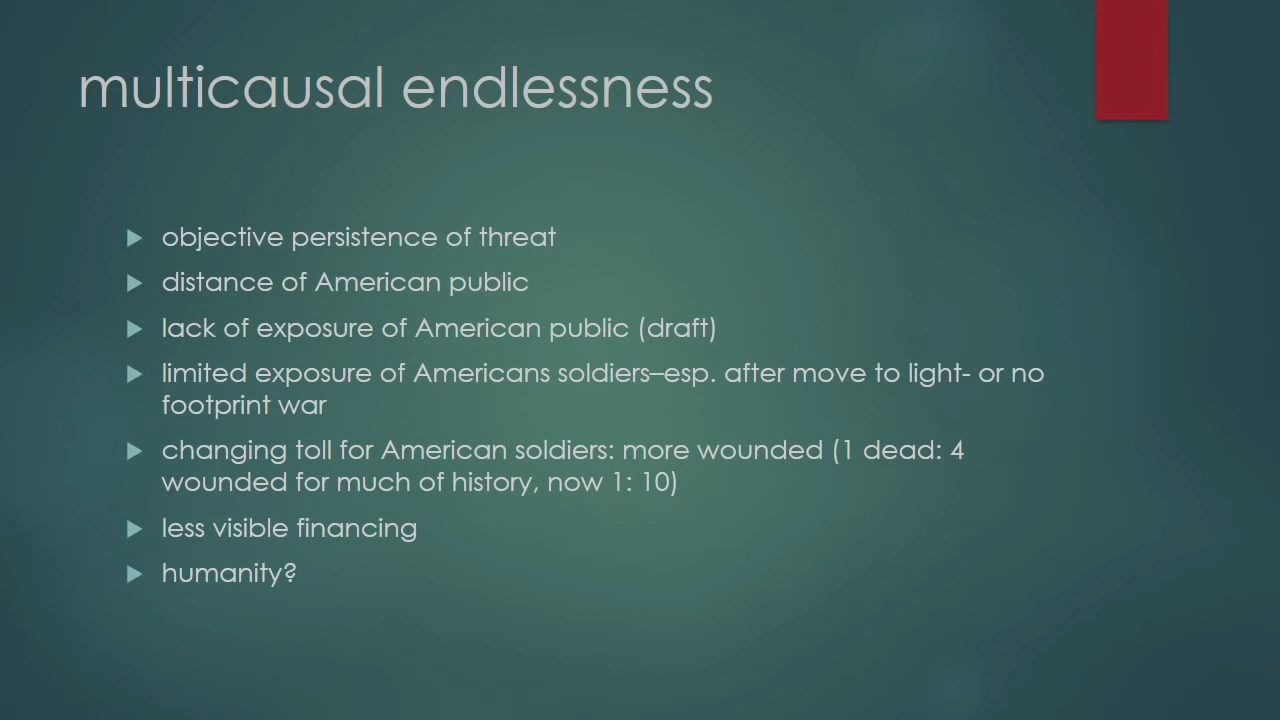 multicausal endlessness
objective persistence of threat
distance of American public
lack of exposure of American public (draft)
limited exposure of Americans soldiers–esp. after move to light- or no
footprint war
changing toll for American soldiers: more wounded (1 dead: 4
wounded for much of history, now 1: 10)
less visible financing
humanity?